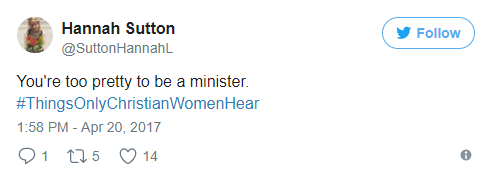 Hannah Sutton
@SuttonHannahL
Follow
You're too pretty to be a minister.
#ThingsOnlyChristianWomenHear
1:58 PM - Apr 20, 2017
1 5 14